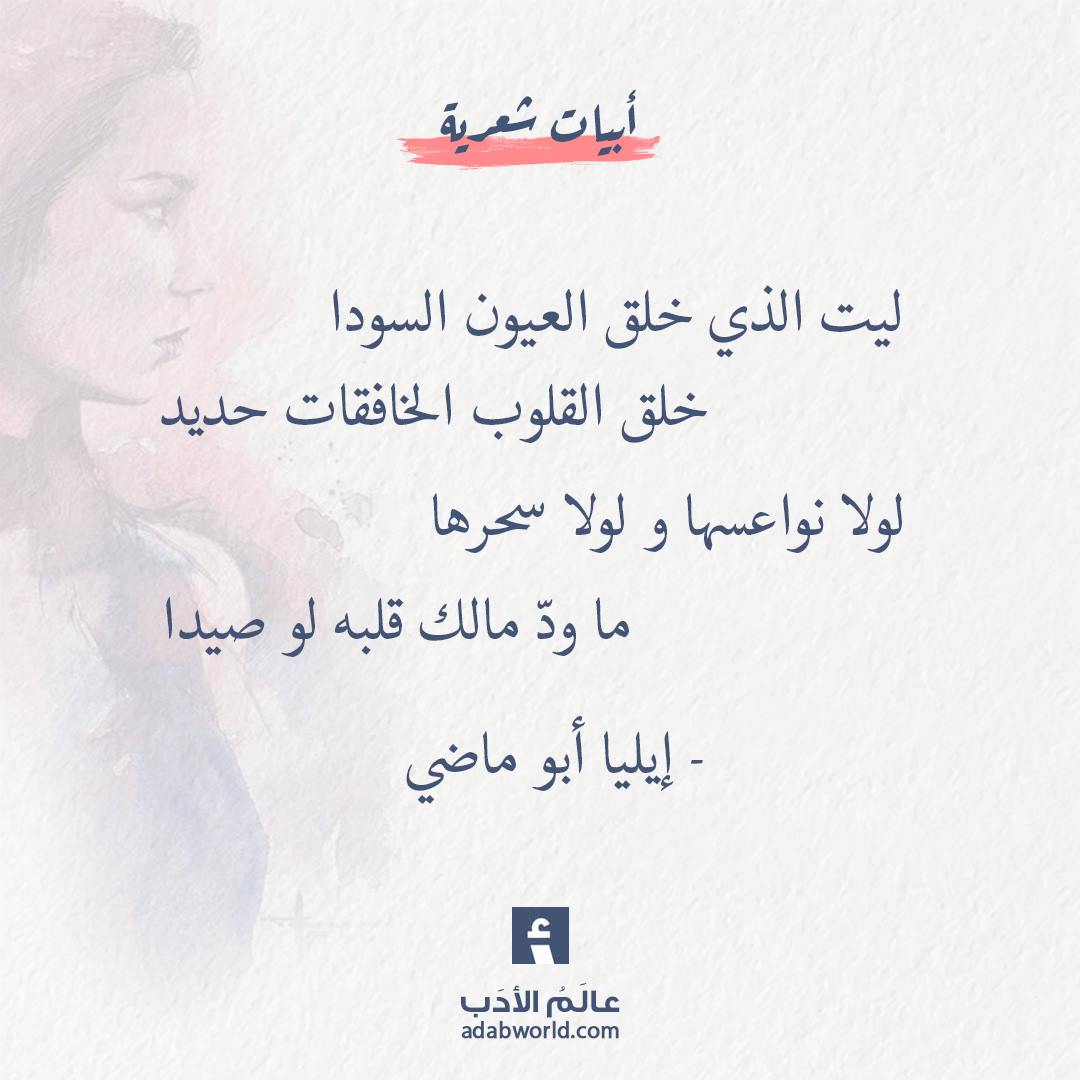 أبيات شعرية
ليت الذي خلق العيون السودا
خلق القلوب الخافقات حديد
لولا نواعسها و لولا سحرها
ما ودّ مالك قلبه لو صيدا
- إيليا أبو ماضي
أ
عالَمُ الأدَب
adabworld.com